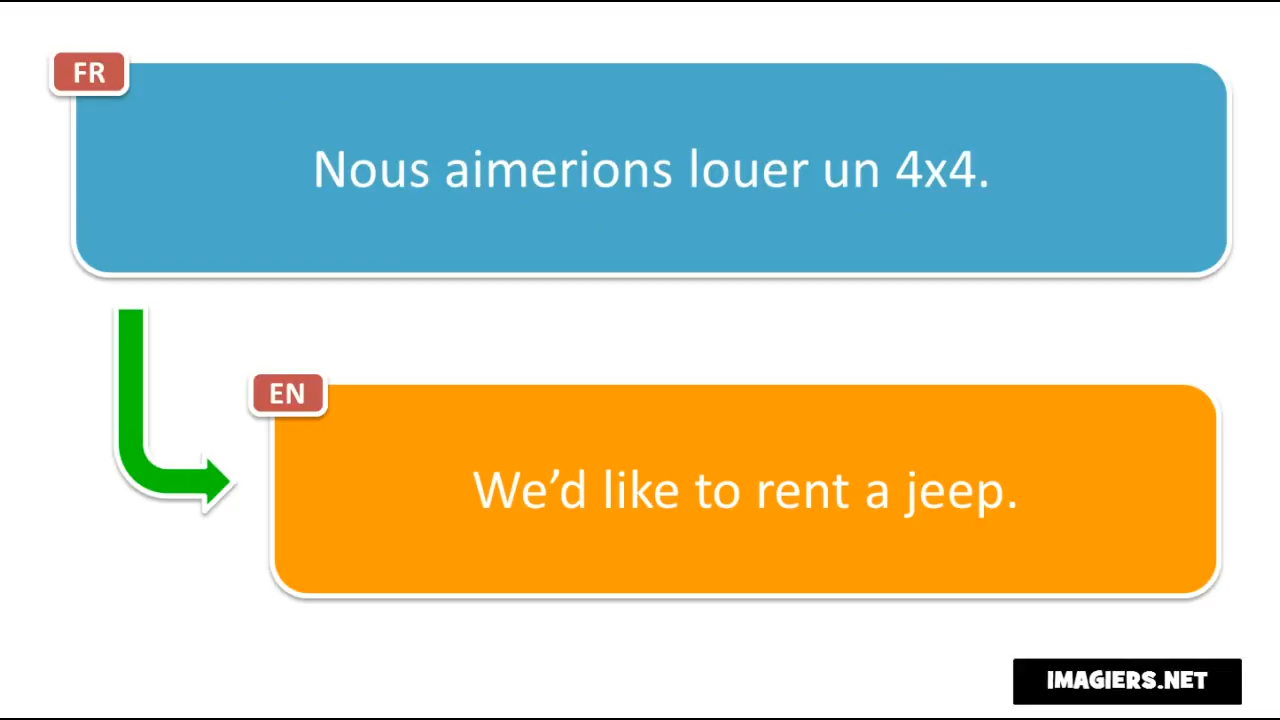 FR
Nous aimerions louer un 4x4.
EN
We’d like to rent a jeep.
IMAGIERS.NET